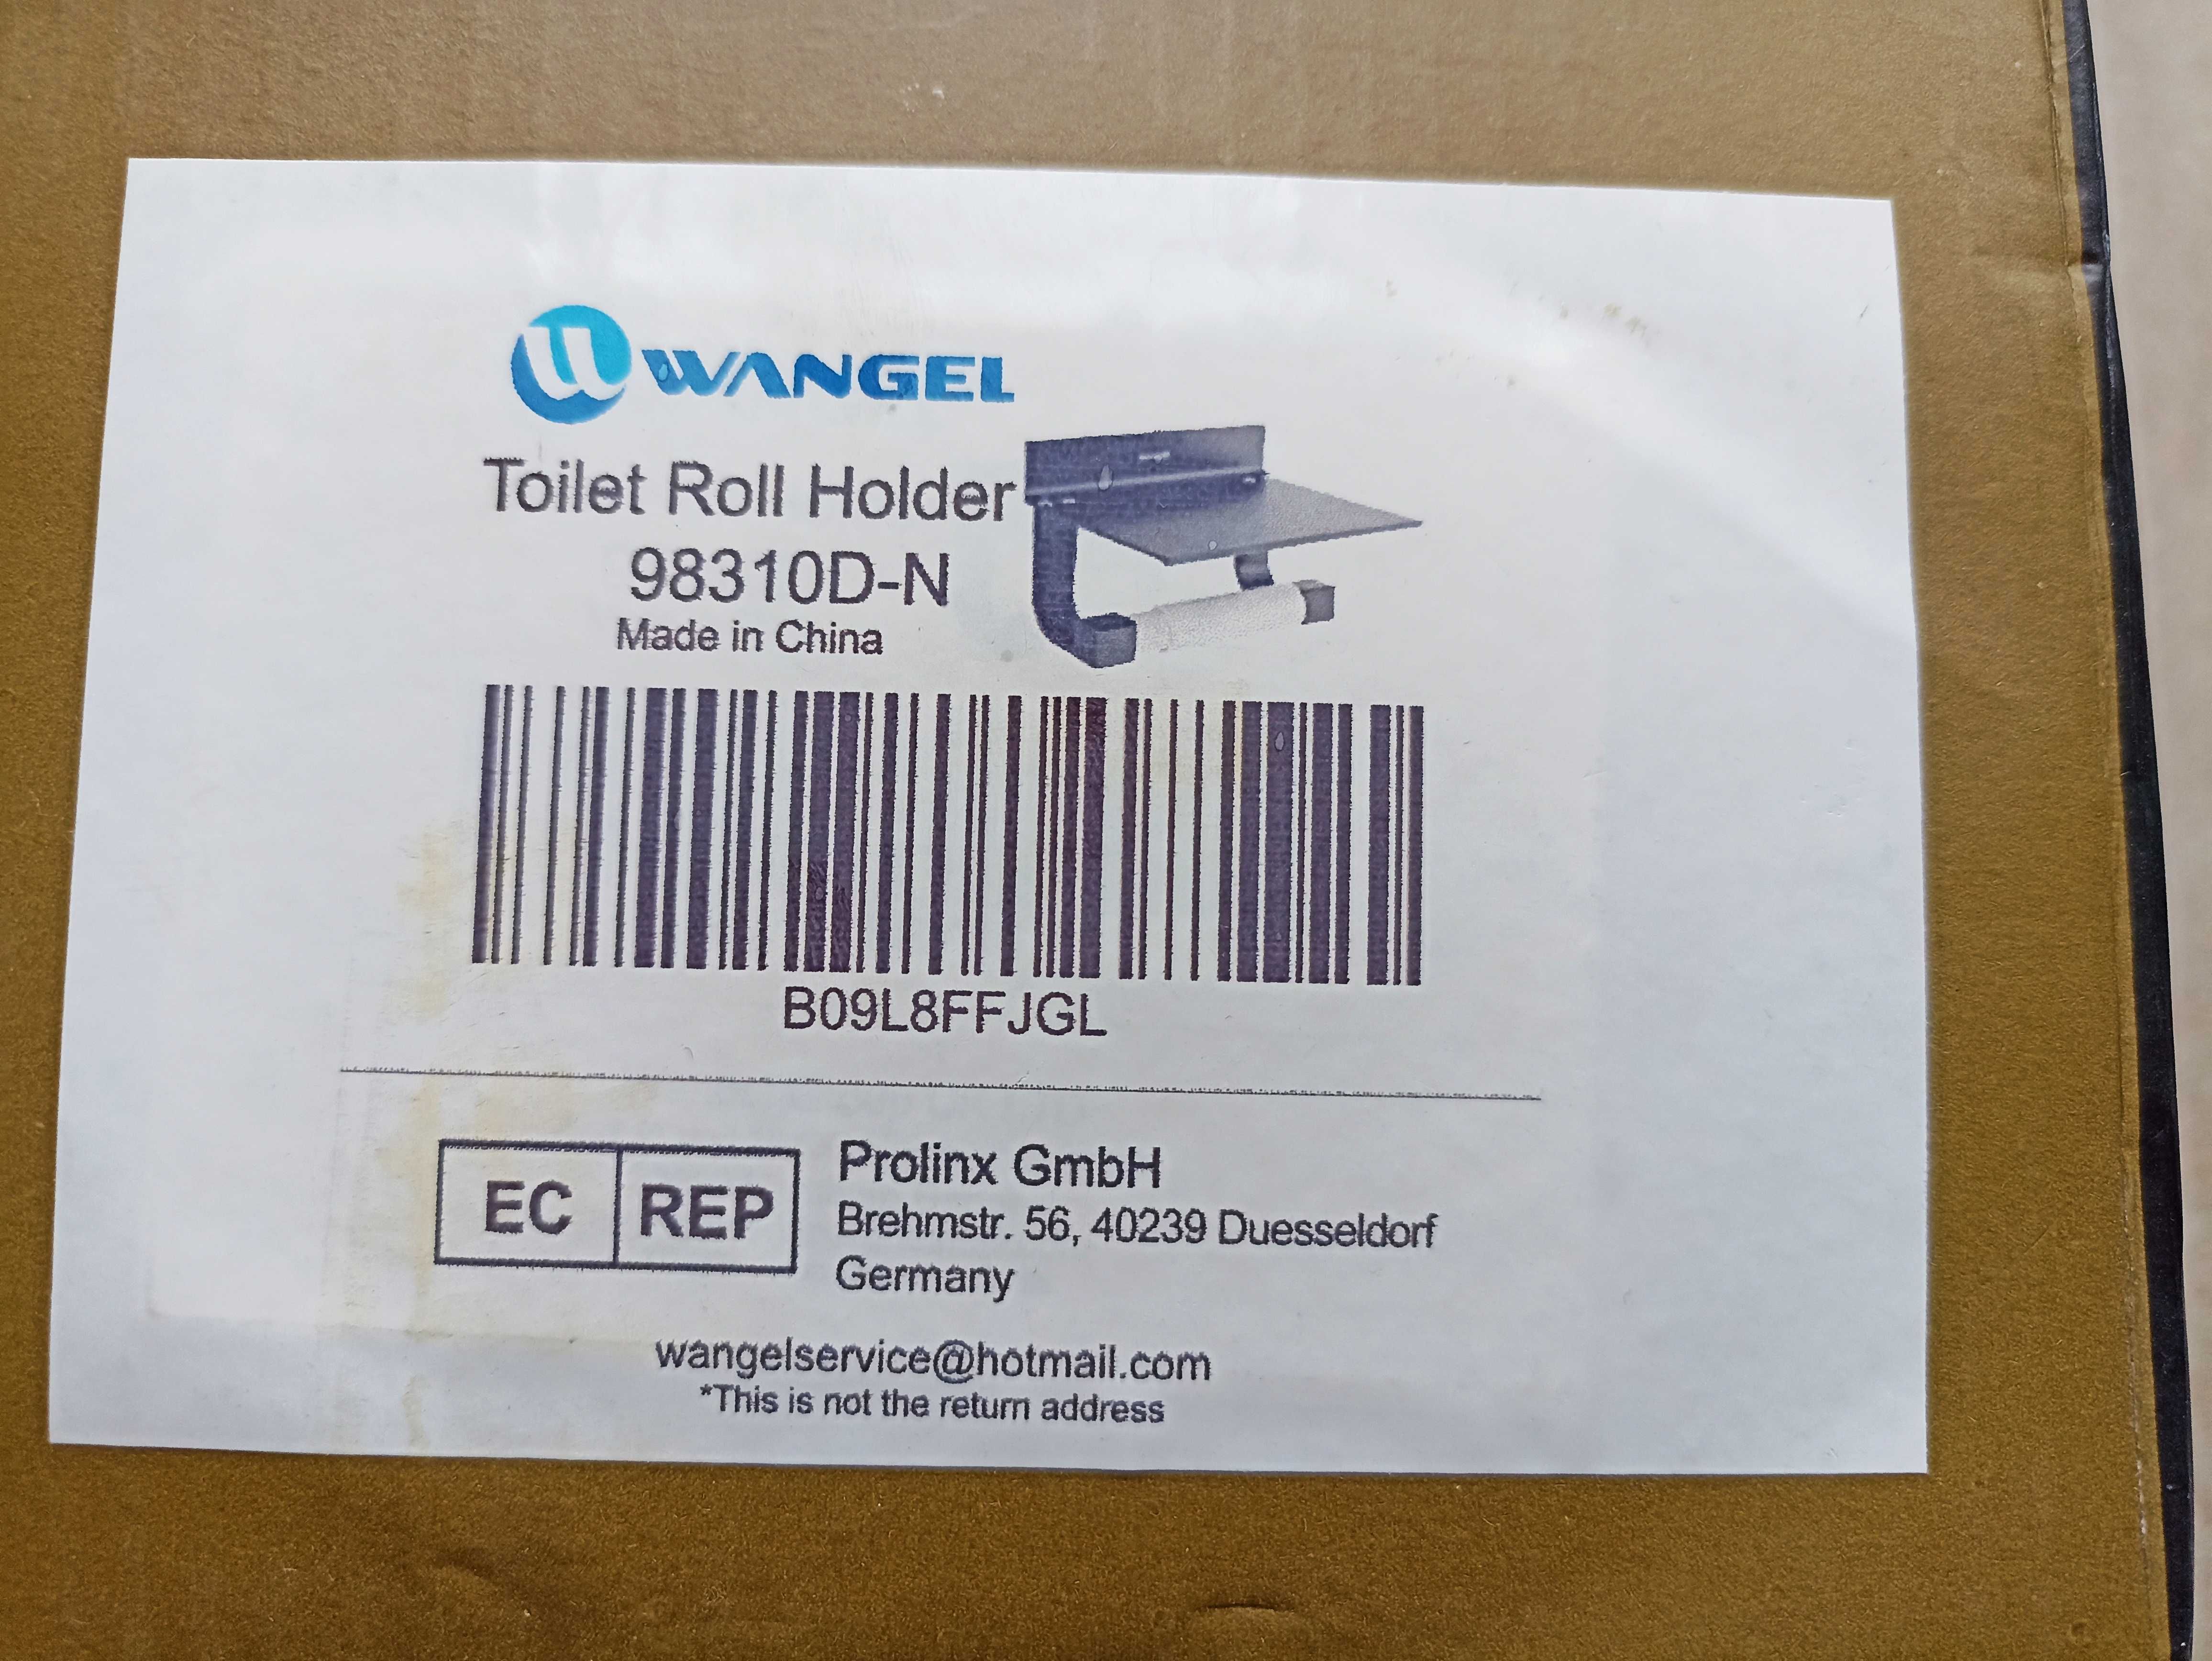 WANGEL
Toilet Roll Holder
98310D-N
Made in China
B09L8FFJGL
EC REP
Prolinx GmbH
Brehmstr. 56, 40239 Duesseldorf
Germany
wangelservice@hotmail.com
*This is not the return address